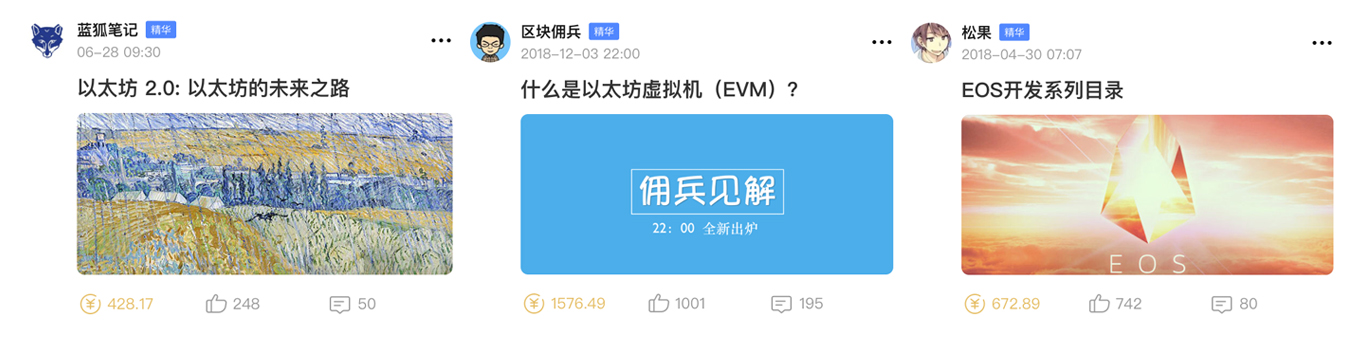 蓝狐笔记 精华
06-28 09:30
以太坊 2.0: 以太坊的未来之路
428.17 248 50
区块佣兵 精华
2018-12-03 22:00
什么是以太坊虚拟机（EVM）?
佣兵见解
22: 00 全新出炉
1576.49 1001 195
松果 精华
2018-04-30 07:07
EOS开发系列目录
EOS
672.89 742 80